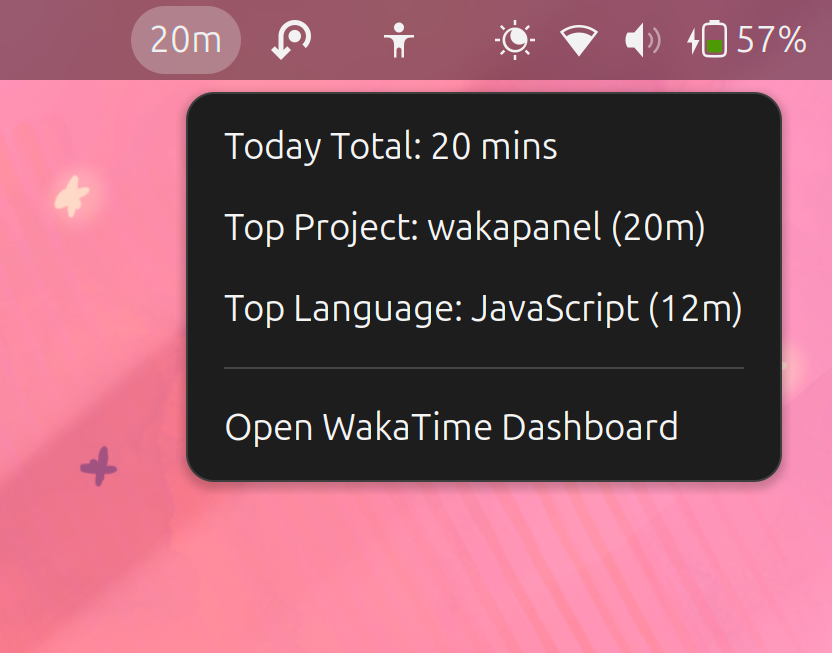 20m
57%
Today Total: 20 mins
Top Project: wakapanel (20m)
Top Language: JavaScript (12m)
Open WakaTime Dashboard